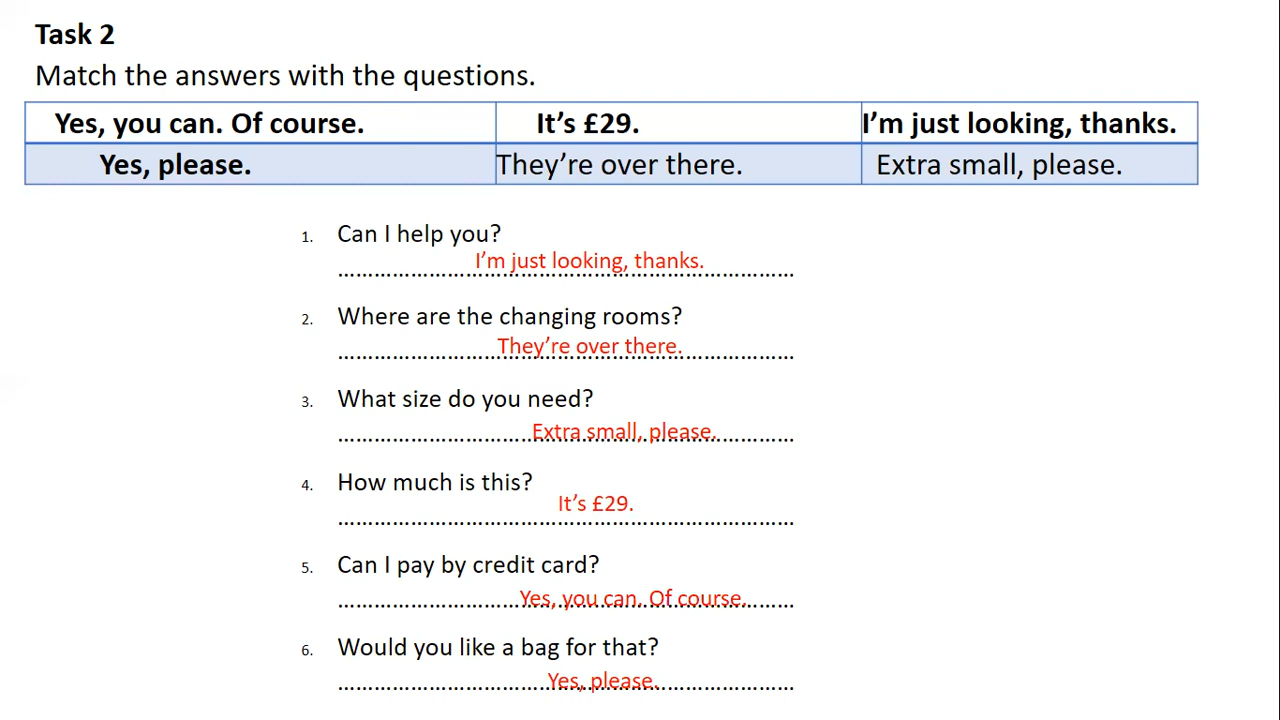 Task 2
Match the answers with the questions.
Yes, you can. Of course. It’s £29. I’m just looking, thanks.
Yes, please. They’re over there. Extra small, please.
1. Can I help you?
I’m just looking, thanks.
……………………………………………………………………
2. Where are the changing rooms?
They’re over there.
……………………………………………………………………
3. What size do you need?
Extra small, please.
……………………………………………………………………
4. How much is this?
It’s £29.
……………………………………………………………………
5. Can I pay by credit card?
Yes, you can. Of course.
……………………………………………………………………
6. Would you like a bag for that?
Yes, please.
……………………………………………………………………